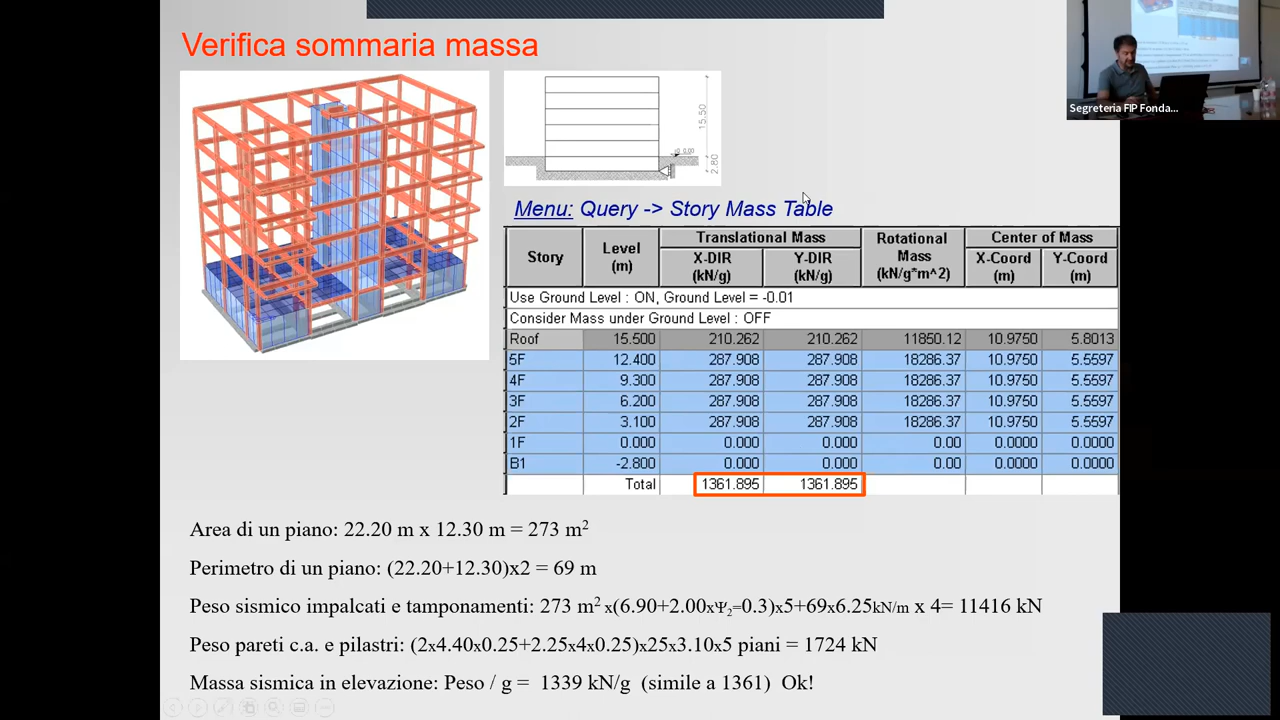 Verifica sommaria massa
Segreteria FIP Fonda...
15,50
±0.00
2.80
Menu: Query -> Story Mass Table
Story Level (m) Translational Mass X-DIR (kN/g) Y-DIR (kN/g) Rotational Mass (kN/g*m^2) Center of Mass X-Coord (m) Y-Coord (m)
Use Ground Level : ON, Ground Level = -0.01
Consider Mass under Ground Level : OFF
Roof 15.500 210.262 210.262 11850.12 10.9750 5.8013
5F 12.400 287.908 287.908 18286.37 10.9750 5.5597
4F 9.300 287.908 287.908 18286.37 10.9750 5.5597
3F 6.200 287.908 287.908 18286.37 10.9750 5.5597
2F 3.100 287.908 287.908 18286.37 10.9750 5.5597
1F 0.000 0.000 0.000 0.00 0.0000 0.0000
B1 -2.800 0.000 0.000 0.00 0.0000 0.0000
Total 1361.895 1361.895
Area di un piano: 22.20 m x 12.30 m = 273 m²
Perimetro di un piano: (22.20+12.30)x2 = 69 m
Peso sismico impalcati e tamponamenti: 273 m² x(6.90+2.00xΨ₂=0.3)x5+69x6.25kN/m x 4= 11416 kN
Peso pareti c.a. e pilastri: (2x4.40x0.25+2.25x4x0.25)x25x3.10x5 piani = 1724 kN
Massa sismica in elevazione: Peso / g = 1339 kN/g (simile a 1361) Ok!